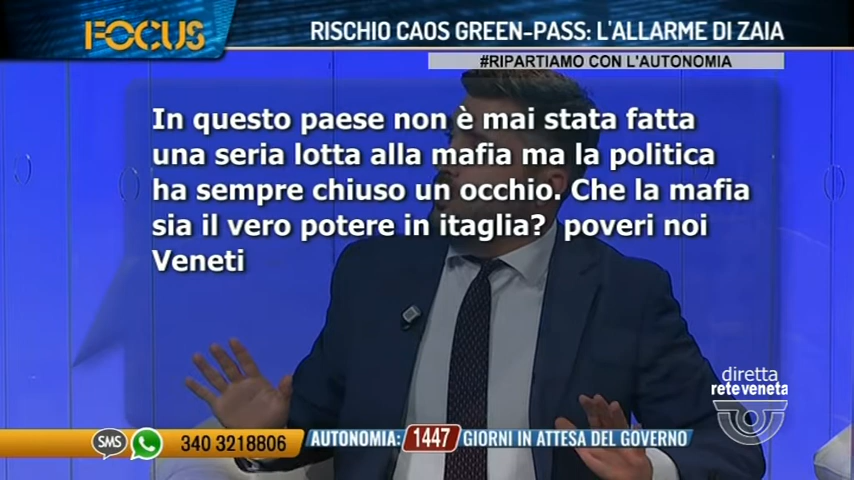 FOCUS
RISCHIO CAOS GREEN-PASS: L'ALLARME DI ZAIA
#RIPARTIAMO CON L'AUTONOMIA
In questo paese non è mai stata fatta
una seria lotta alla mafia ma la politica
ha sempre chiuso un occhio. Che la mafia
sia il vero potere in itaglia?  poveri noi
Veneti
diretta
reteveneta
SMS
340 3218806
AUTONOMIA: 1447 GIORNI IN ATTESA DEL GOVERNO